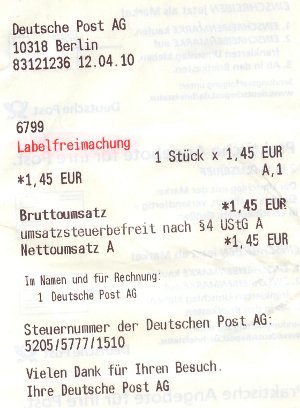 Deutsche Post AG
10318 Berlin
83121236 12.04.10
6799
Labelfreimachung
1 Stück x 1,45 EUR
*1,45 EUR A,1
Bruttoumsatz *1,45 EUR
umsatzsteuerbefreit nach §4 UStG A
Nettoumsatz A *1,45 EUR
Im Namen und für Rechnung:
1 Deutsche Post AG
Steuernummer der Deutschen Post AG:
5205/5777/1510
Vielen Dank für Ihren Besuch.
Ihre Deutsche Post AG